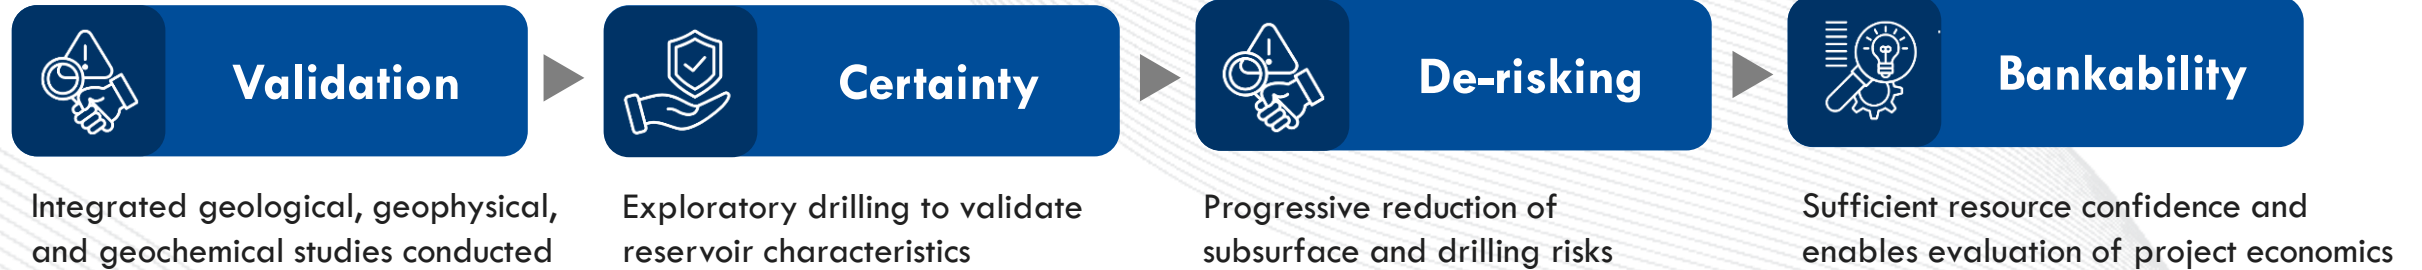 Validation
Certainty
De-risking
Bankability
Integrated geological, geophysical,
and geochemical studies conducted
Exploratory drilling to validate
reservoir characteristics
Progressive reduction of
subsurface and drilling risks
Sufficient resource confidence and
enables evaluation of project economics